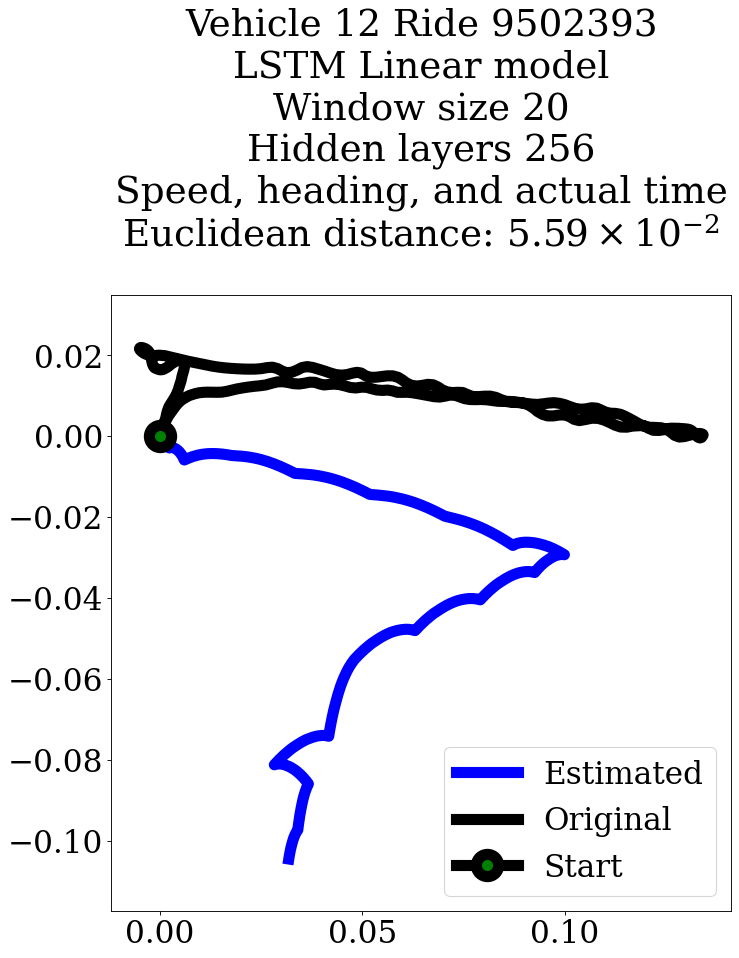 Vehicle 12 Ride 9502393
LSTM Linear model
Window size 20
Hidden layers 256
Speed, heading, and actual time
Euclidean distance: 5.59 × 10⁻²
0.02
0.00
−0.02
−0.04
−0.06
−0.08
−0.10
Estimated
Original
Start
0.00 0.05 0.10